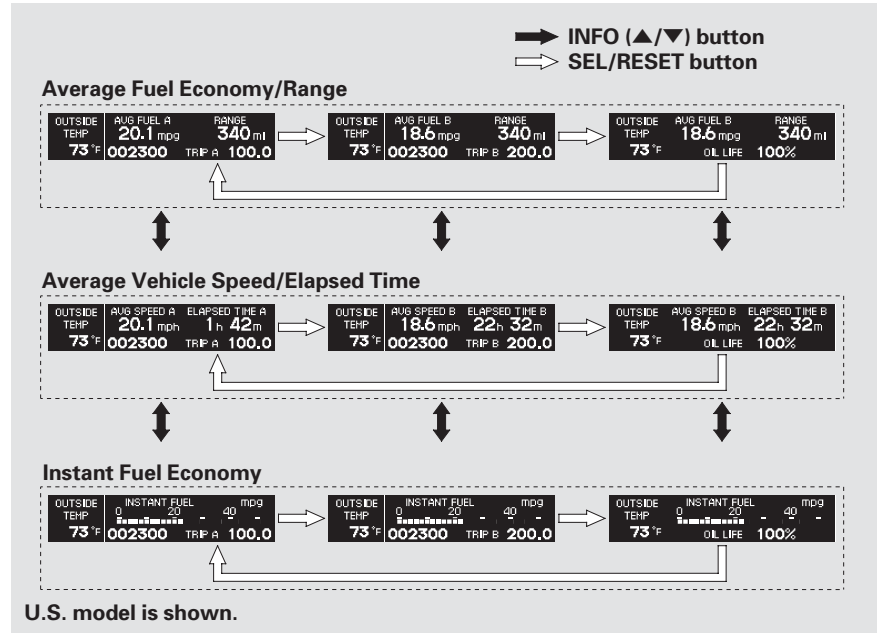 INFO (▲/▼) button
SEL/RESET button
Average Fuel Economy/Range
OUTSIDE TEMP 73°F AVG FUEL A 20.1 mpg RANGE 340 mi 002300 TRIP A 100.0
OUTSIDE TEMP 73°F AVG FUEL B 18.6 mpg RANGE 340 mi 002300 TRIP B 200.0
OUTSIDE TEMP 73°F AVG FUEL B 18.6 mpg RANGE 340 mi OIL LIFE 100%
Average Vehicle Speed/Elapsed Time
OUTSIDE TEMP 73°F AVG SPEED A 20.1 mph ELAPSED TIME A 1h 42m 002300 TRIP A 100.0
OUTSIDE TEMP 73°F AVG SPEED B 18.6 mph ELAPSED TIME B 22h 32m 002300 TRIP B 200.0
OUTSIDE TEMP 73°F AVG SPEED B 18.6 mph ELAPSED TIME B 22h 32m OIL LIFE 100%
Instant Fuel Economy
OUTSIDE TEMP 73°F INSTANT FUEL mpg 0 20 40 002300 TRIP A 100.0
OUTSIDE TEMP 73°F INSTANT FUEL mpg 0 20 40 002300 TRIP B 200.0
OUTSIDE TEMP 73°F INSTANT FUEL mpg 0 20 40 OIL LIFE 100%
U.S. model is shown.